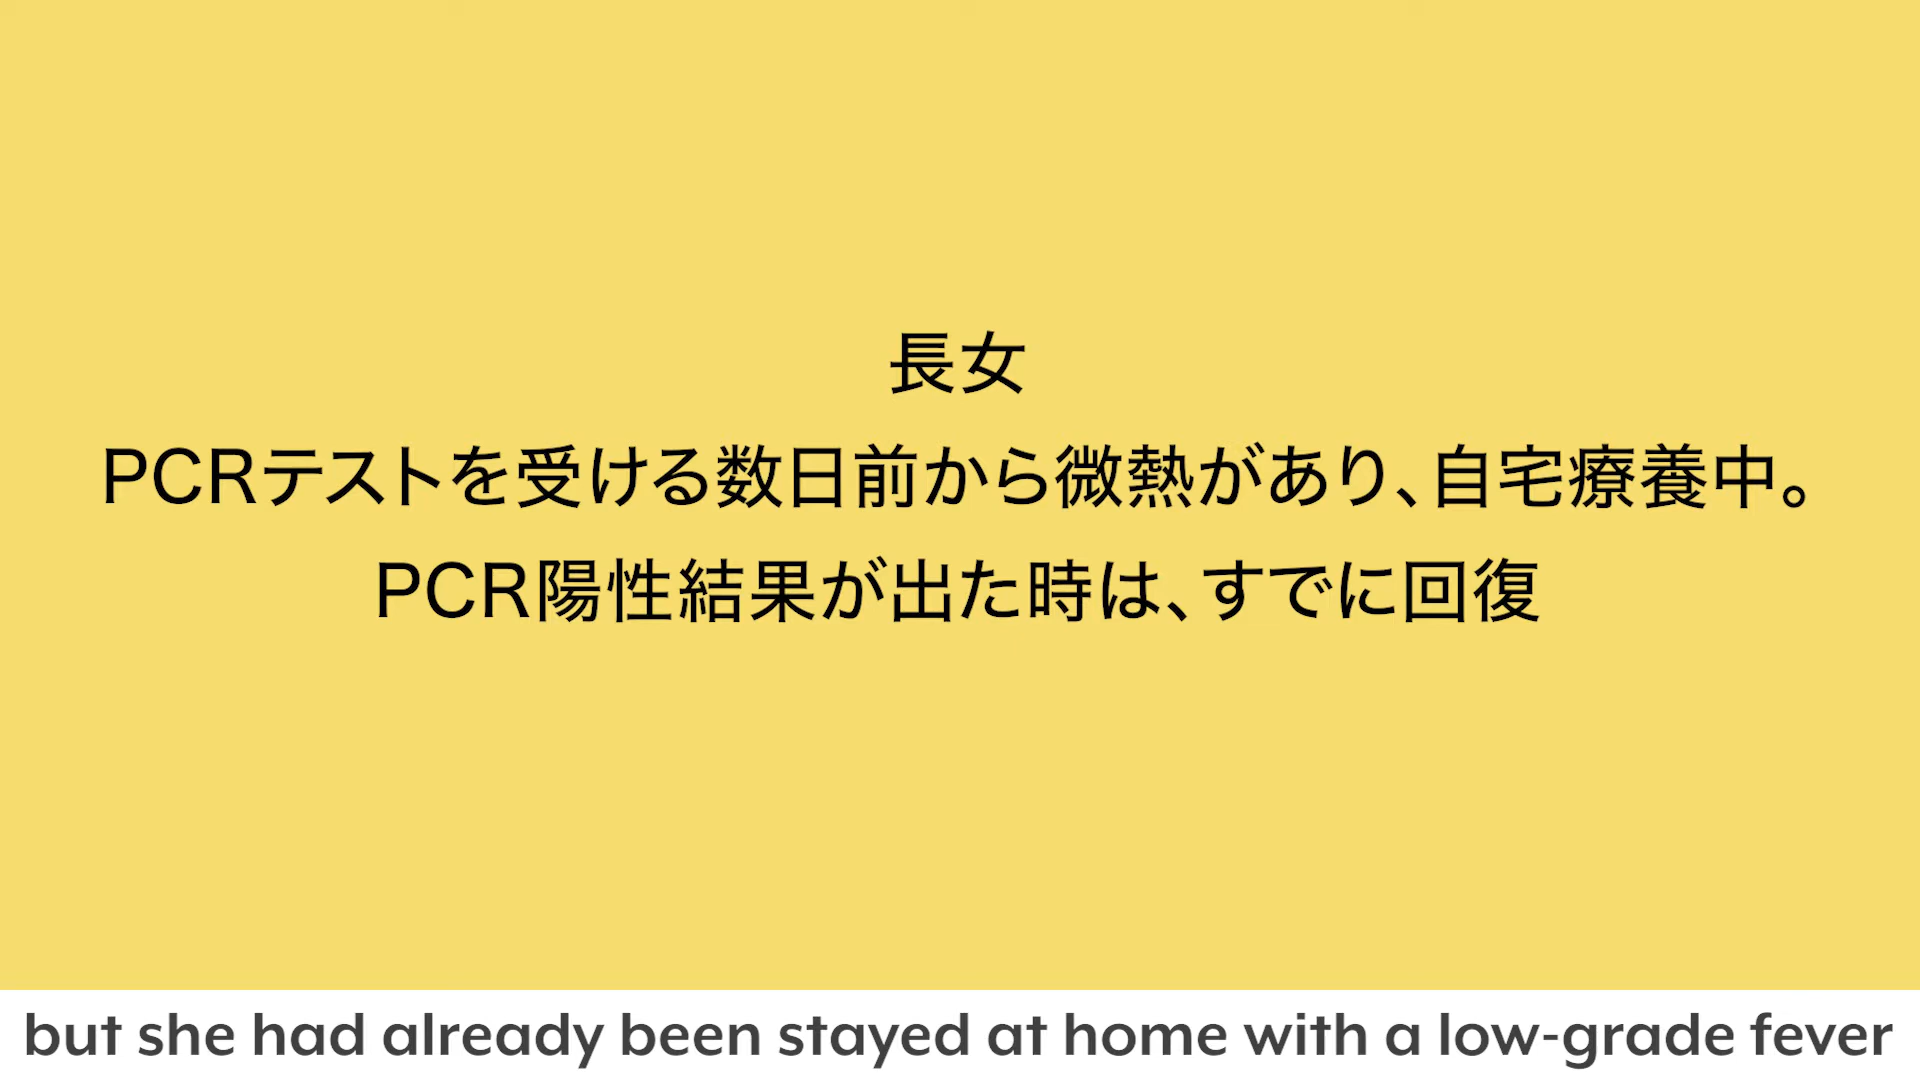 長女
PCRテストを受ける数日前から微熱があり、自宅療養中。
PCR陽性結果が出た時は、すでに回復
but she had already been stayed at home with a low-grade fever